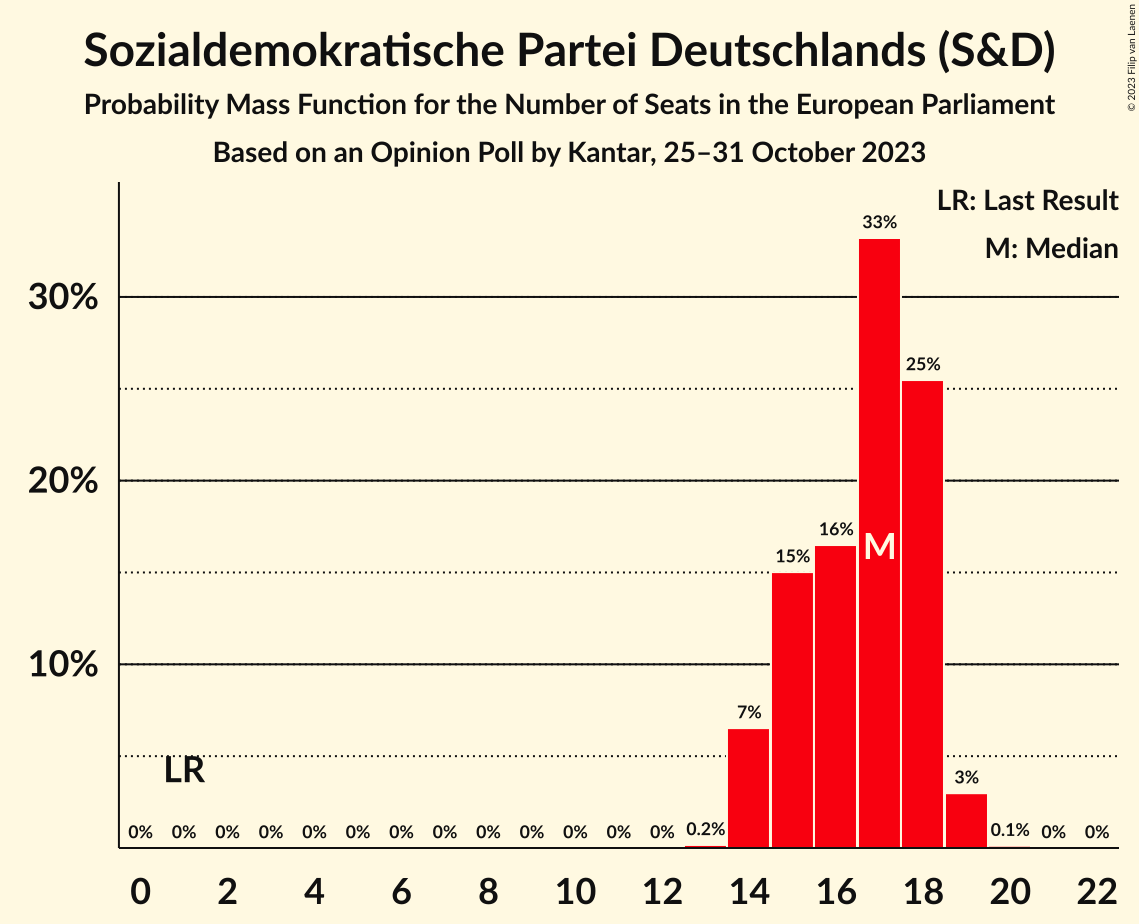 Sozialdemokratische Partei Deutschlands (S&D)
Probability Mass Function for the Number of Seats in the European Parliament
Based on an Opinion Poll by Kantar, 25–31 October 2023
© 2023 Filip van Laenen
LR: Last Result
M: Median
33%
30%
25%
20%
16%
M
15%
10%
7%
LR
3%
0% 0% 0% 0% 0% 0% 0% 0% 0% 0% 0% 0% 0% 0.2% 0.1% 0% 0%
0 2 4 6 8 10 12 14 16 18 20 22